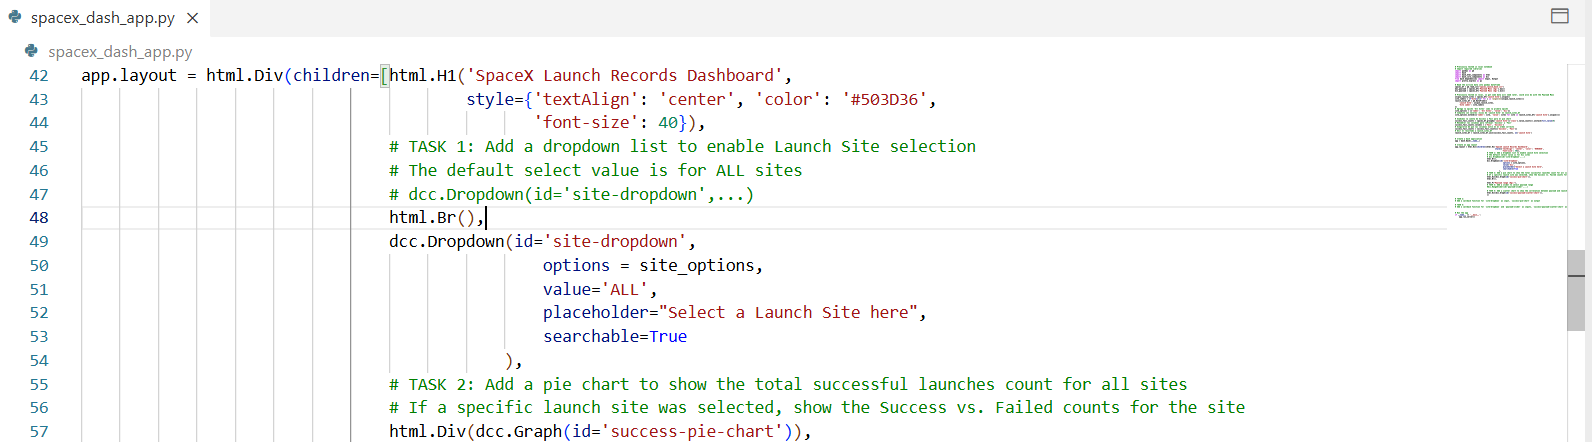 spacex_dash_app.py
spacex_dash_app.py
42 app.layout = html.Div(children=[html.H1('SpaceX Launch Records Dashboard',
43 style={'textAlign': 'center', 'color': '#503D36',
44 'font-size': 40}),
45 # TASK 1: Add a dropdown list to enable Launch Site selection
46 # The default select value is for ALL sites
47 # dcc.Dropdown(id='site-dropdown',...)
48 html.Br(),
49 dcc.Dropdown(id='site-dropdown',
50 options = site_options,
51 value='ALL',
52 placeholder="Select a Launch Site here",
53 searchable=True
54 ),
55 # TASK 2: Add a pie chart to show the total successful launches count for all sites
56 # If a specific launch site was selected, show the Success vs. Failed counts for the site
57 html.Div(dcc.Graph(id='success-pie-chart')),